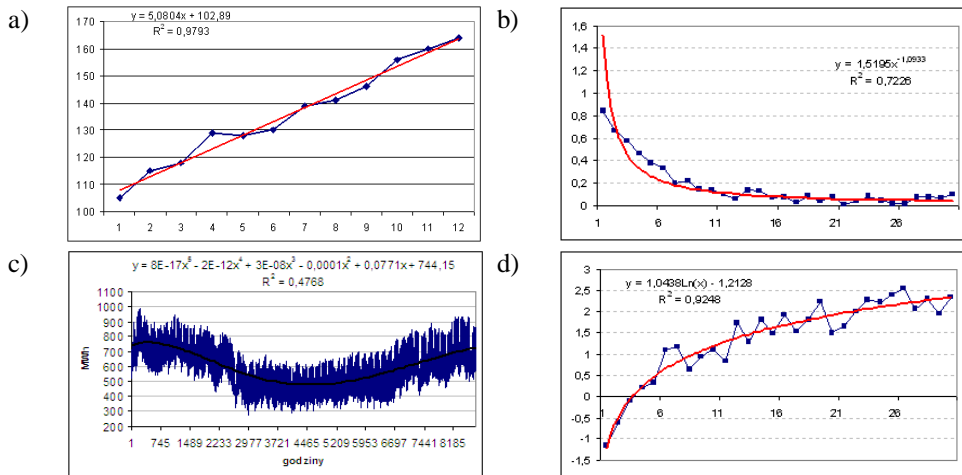 a)
y = 5,0804x + 102,89
R² = 0,9793
170
160
150
140
130
120
110
100
1 2 3 4 5 6 7 8 9 10 11 12
b)
1,6
1,4
1,2
1
0,8
0,6
0,4
0,2
0
y = 1,5195x^-1,0933
R² = 0,7226
1 6 11 16 21 26
c)
y = 8E-17x⁵ - 2E-12x⁴ + 3E-08x³ - 0,0001x² + 0,0771x + 744,15
R² = 0,4768
1100
1000
900
800
700
600
500
400
300
200
MWh
1 745 1489 2233 2977 3721 4465 5209 5953 6697 7441 8185
godziny
d)
y = 1,0438Ln(x) - 1,2128
R² = 0,9248
2,5
2
1,5
1
0,5
0
-0,5
-1
-1,5
1 6 11 16 21 26